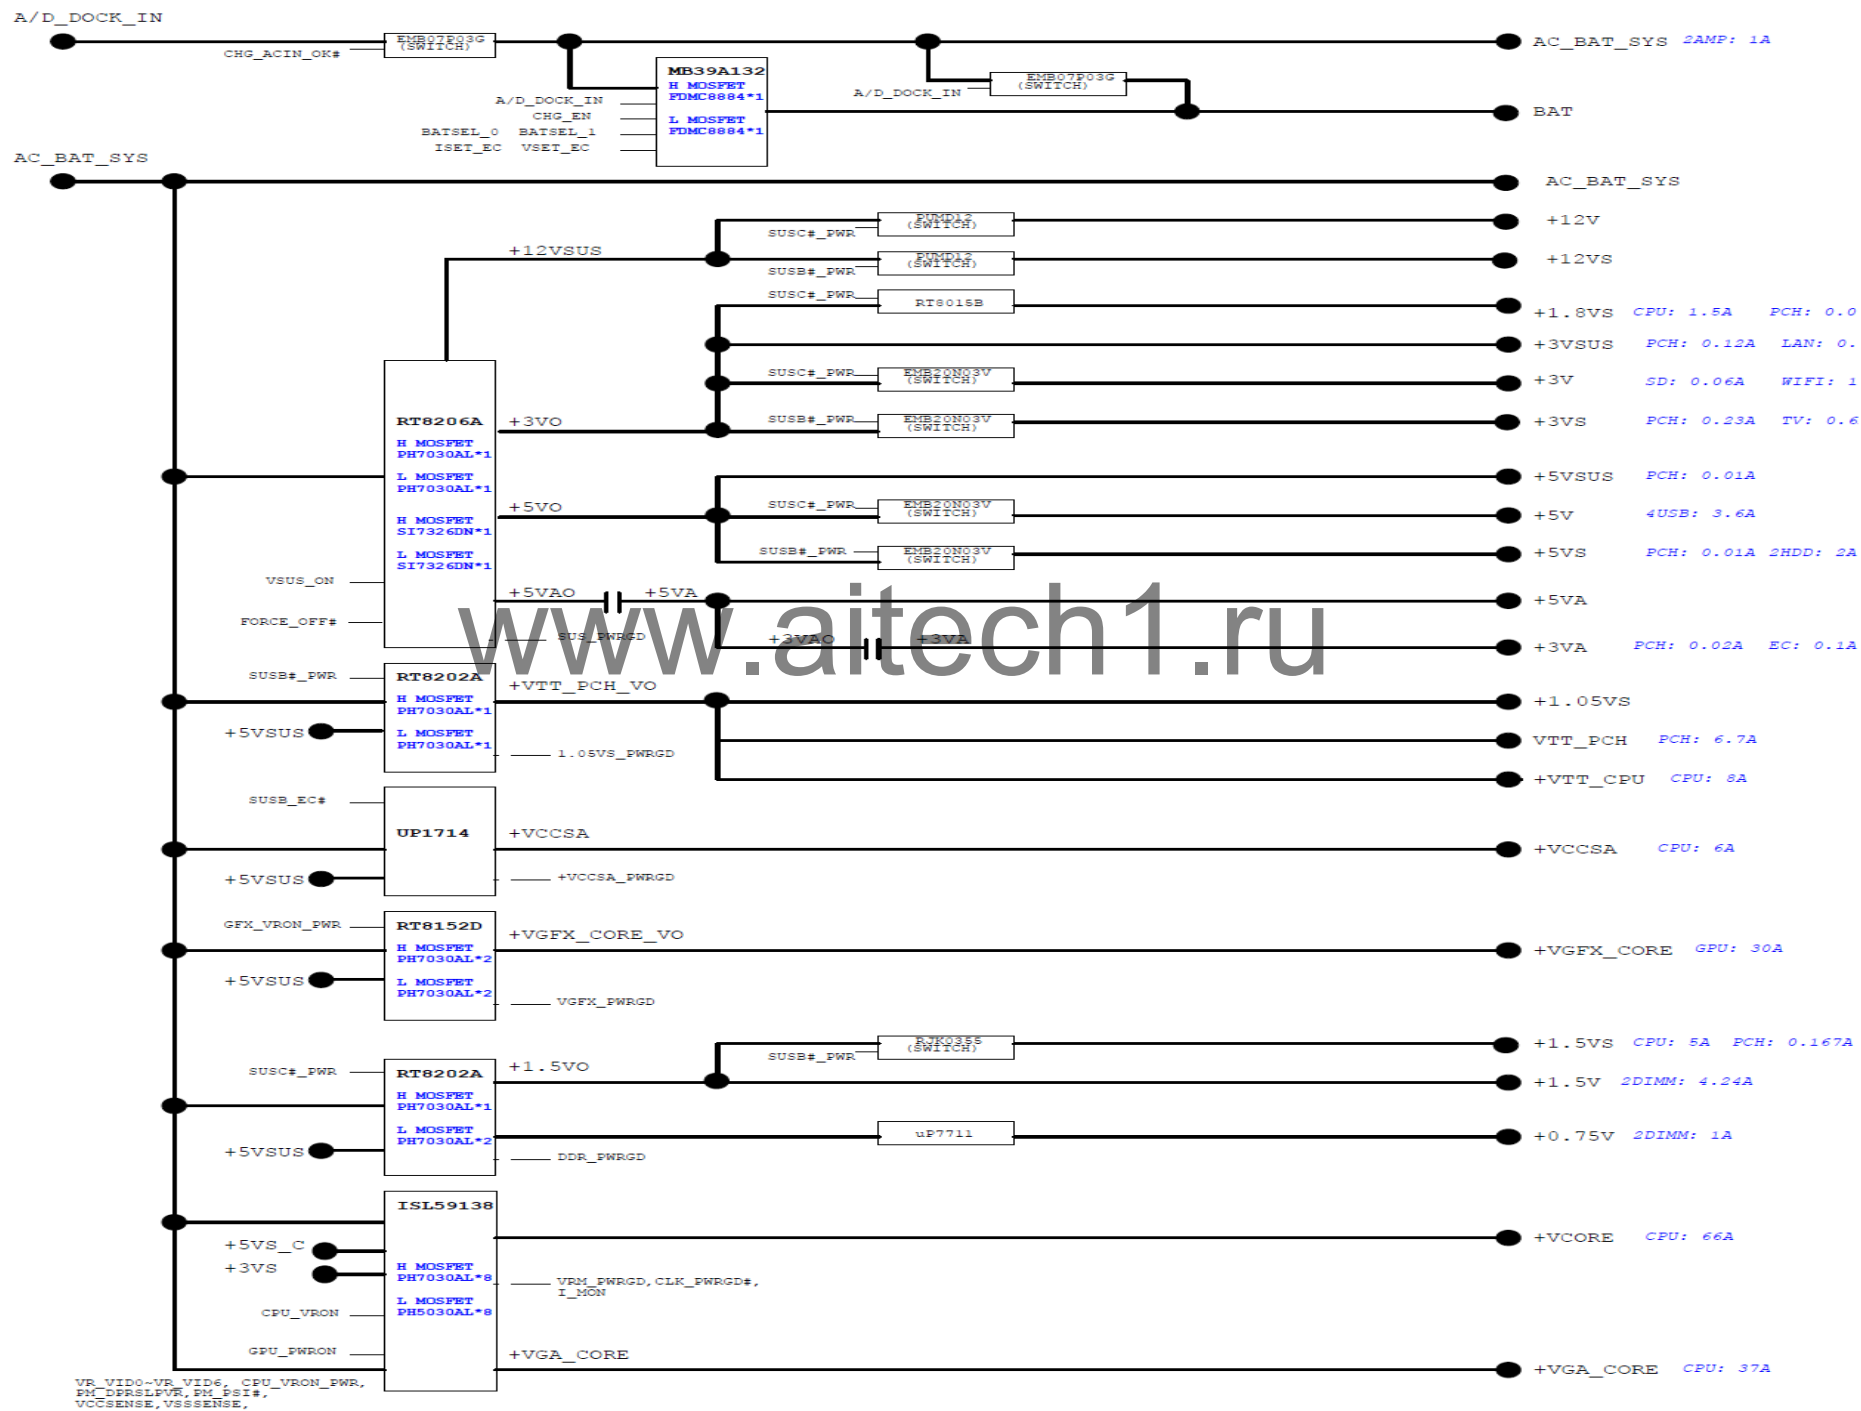 A/D_DOCK_IN
CHG_ACIN_OK#
EMB07P03G
(SWITCH)
AC_BAT_SYS 2AMP: 1A
MB39A132
H MOSFET
FDMC8884*1
L MOSFET
FDMC8884*1
A/D_DOCK_IN
CHG_EN
BATSEL_0 BATSEL_1
ISET_EC VSET_EC
A/D_DOCK_IN
EMB07P03G
(SWITCH)
BAT
AC_BAT_SYS
AC_BAT_SYS
+12VSUS
SUSC#_PWR
PUMD12
(SWITCH)
+12V
SUSB#_PWR
PUMD12
(SWITCH)
+12VS
SUSC#_PWR
RT8015B
+1.8VS CPU: 1.5A PCH: 0.0
+3VSUS PCH: 0.12A LAN: 0.
SUSC#_PWR
EMB20N03V
(SWITCH)
+3V SD: 0.06A WIFI: 1
RT8206A
H MOSFET
PH7030AL*1
L MOSFET
PH7030AL*1
H MOSFET
SI7326DN*1
L MOSFET
SI7326DN*1
+3VO
SUSB#_PWR
EMB20N03V
(SWITCH)
+3VS PCH: 0.23A TV: 0.6
+5VSUS PCH: 0.01A
+5VO
SUSC#_PWR
EMB20N03V
(SWITCH)
+5V 4USB: 3.6A
SUSB#_PWR
EMB20N03V
(SWITCH)
+5VS PCH: 0.01A 2HDD: 2A
VSUS_ON
FORCE_OFF#
+5VAO +5VA
+5VA
SUS_PWRGD
+3VAO +3VA
+3VA PCH: 0.02A EC: 0.1A
www.aitech1.ru
SUSB#_PWR
+5VSUS
RT8202A
H MOSFET
PH7030AL*1
L MOSFET
PH7030AL*1
+VTT_PCH_VO
1.05VS_PWRGD
+1.05VS
VTT_PCH PCH: 6.7A
+VTT_CPU CPU: 8A
SUSB_EC#
+5VSUS
UP1714
+VCCSA
+VCCSA_PWRGD
+VCCSA CPU: 6A
GFX_VRON_PWR
+5VSUS
RT8152D
H MOSFET
PH7030AL*2
L MOSFET
PH7030AL*2
+VGFX_CORE_VO
VGFX_PWRGD
+VGFX_CORE GPU: 30A
SUSC#_PWR
+5VSUS
RT8202A
H MOSFET
PH7030AL*1
L MOSFET
PH7030AL*2
+1.5VO
SUSB#_PWR
RJK0355
(SWITCH)
+1.5VS CPU: 5A PCH: 0.167A
+1.5V 2DIMM: 4.24A
uP7711
+0.75V 2DIMM: 1A
DDR_PWRGD
ISL59138
H MOSFET
PH7030AL*8
L MOSFET
PH5030AL*8
+5VS_C
+3VS
CPU_VRON
GPU_PWRON
+VCORE CPU: 66A
VRM_PWRGD,CLK_PWRGD#,
I_MON
+VGA_CORE
+VGA_CORE CPU: 37A
VR_VID0~VR_VID6, CPU_VRON_PWR,
PM_DPRSLPVR,PM_PSI#,
VCCSENSE,VSSSENSE,